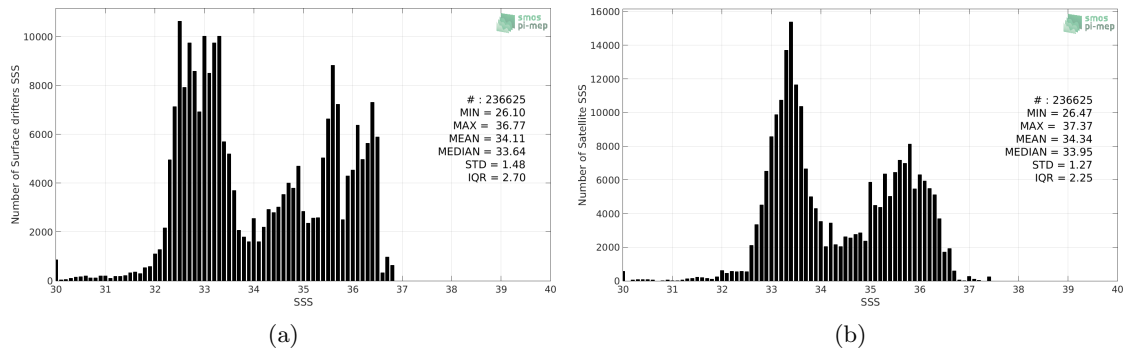 smos
pi-mep
10000
8000
6000
4000
2000
0
Number of Surface drifters SSS
# : 236625
MIN = 26.10
MAX = 36.77
MEAN = 34.11
MEDIAN = 33.64
STD = 1.48
IQR = 2.70
30 31 32 33 34 35 36 37 38 39 40
SSS
(a)
smos
pi-mep
16000
14000
12000
10000
8000
6000
4000
2000
0
Number of Satellite SSS
# : 236625
MIN = 26.47
MAX = 37.37
MEAN = 34.34
MEDIAN = 33.95
STD = 1.27
IQR = 2.25
30 31 32 33 34 35 36 37 38 39 40
SSS
(b)